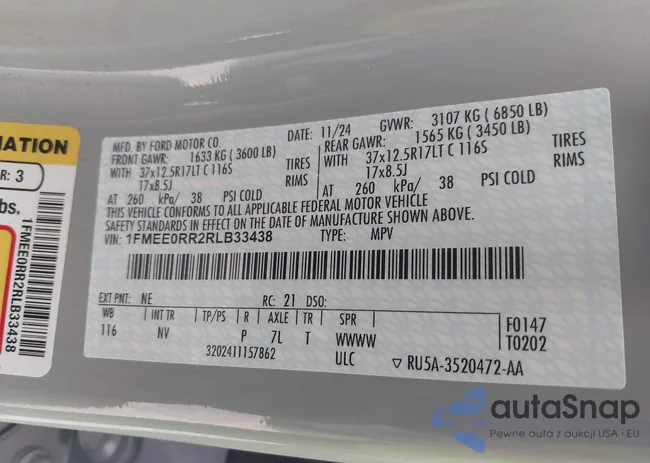 MATION
R: 3
bs.
1FMEE0RR2RLB33438
MFD. BY FORD MOTOR CO.
DATE: 11/24 GVWR: 3107 KG (6850 LB)
FRONT GAWR: 1633 KG (3600 LB)
REAR GAWR: 1565 KG (3450 LB)
WITH 37x12.5R17LT C 116S TIRES
WITH 37x12.5R17LT C 116S TIRES
17x8.5J RIMS
17x8.5J RIMS
AT 260 kPa/ 38 PSI COLD
AT 260 kPa/ 38 PSI COLD
THIS VEHICLE CONFORMS TO ALL APPLICABLE FEDERAL MOTOR VEHICLE
SAFETY STANDARDS IN EFFECT ON THE DATE OF MANUFACTURE SHOWN ABOVE.
VIN: 1FMEE0RR2RLB33438 TYPE: MPV
EXT PNT: NE RC: 21 DSO:
WB INT TR TP/PS R AXLE TR SPR
116 NV P 7L T WWWW
F0147
T0202
3202411157862 ULC ▽ RU5A-3520472-AA
autaSnap
Pewne auta z aukcji USA i EU